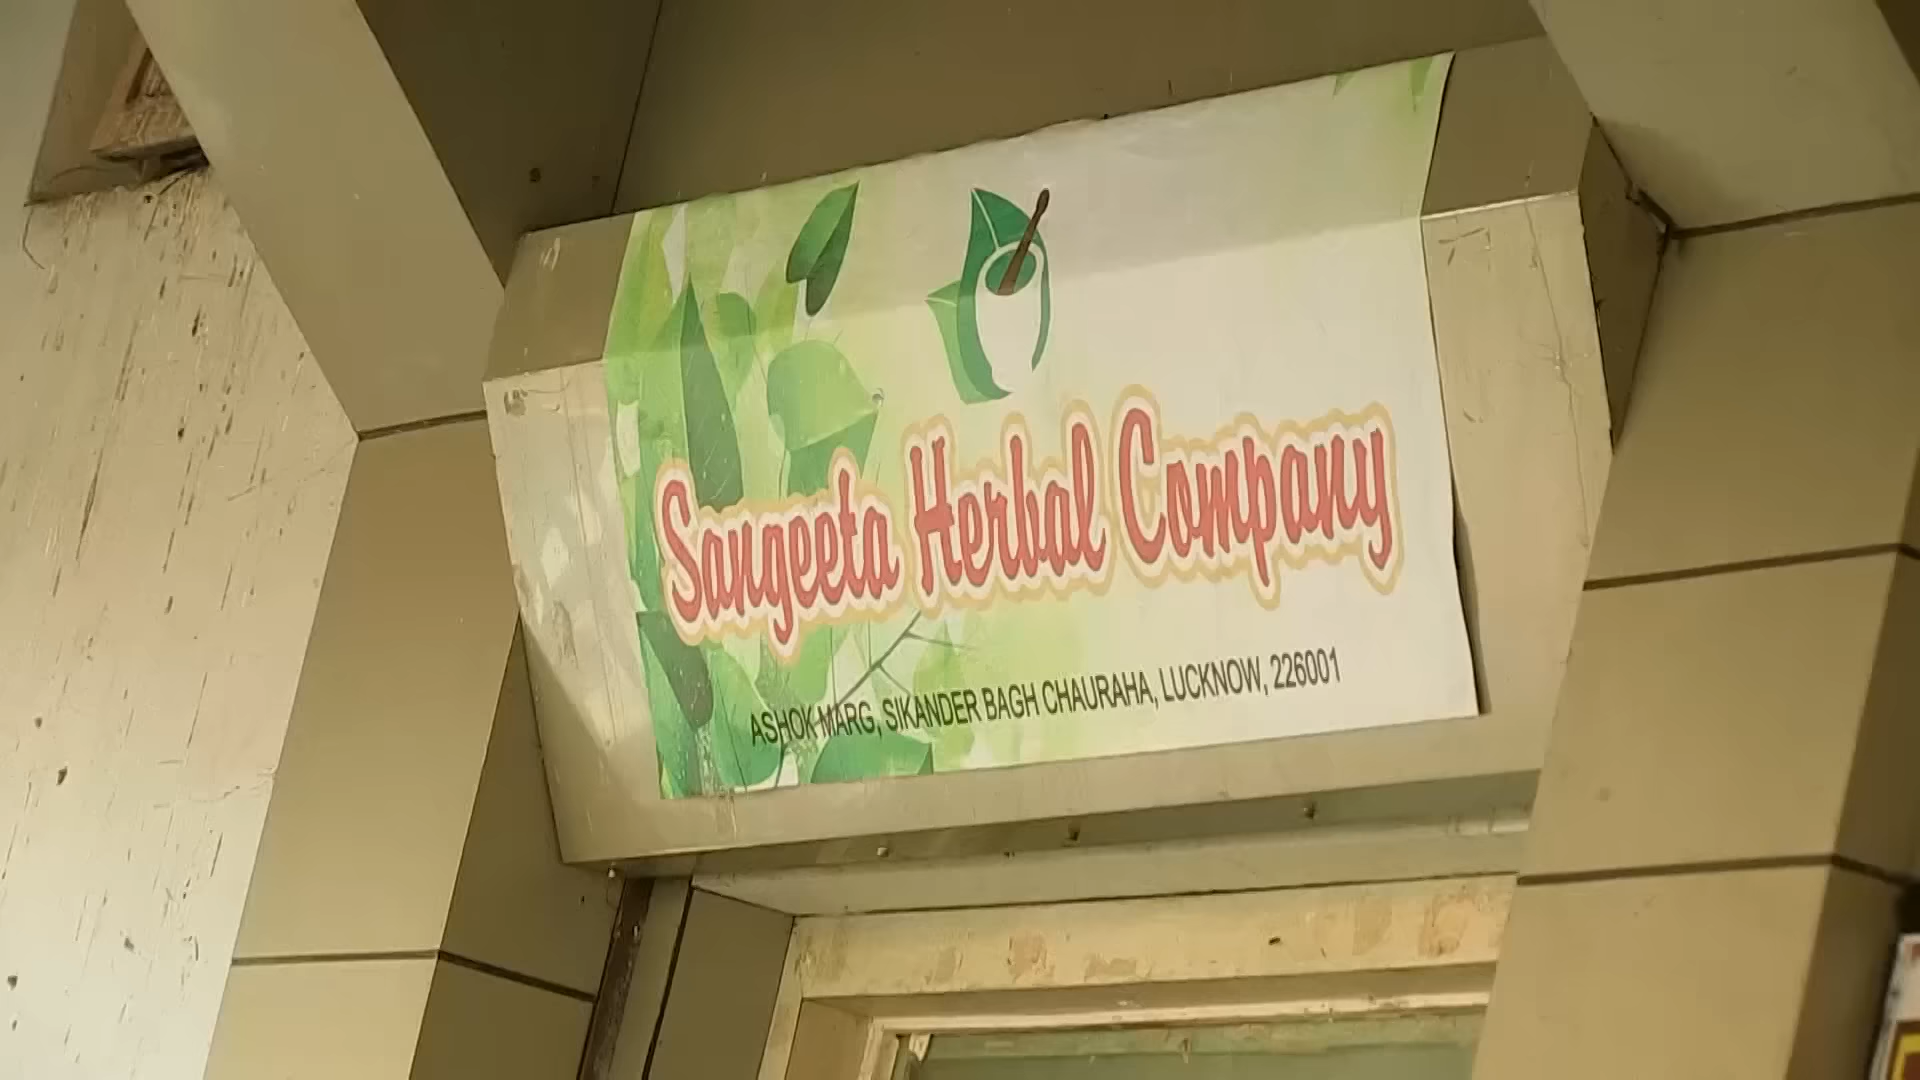 Sangeeta Herbal Company
ASHOK MARG, SIKANDER BAGH CHAURAHA, LUCKNOW, 226001